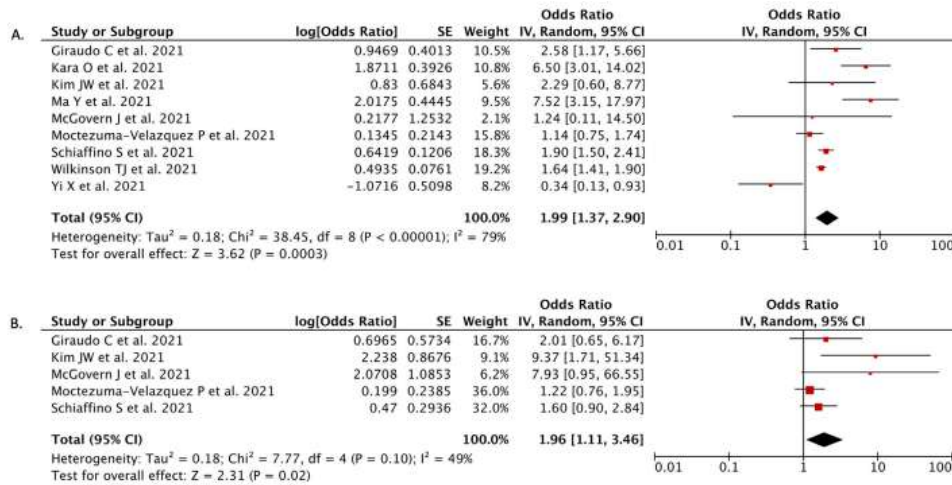 Odds Ratio Odds Ratio
A. Study or Subgroup log[Odds Ratio] SE Weight IV, Random, 95% CI IV, Random, 95% CI
Giraudo C et al. 2021 0.9469 0.4013 10.5% 2.58 [1.17, 5.66]
Kara O et al. 2021 1.8711 0.3926 10.8% 6.50 [3.01, 14.02]
Kim JW et al. 2021 0.83 0.6843 5.6% 2.29 [0.60, 8.77]
Ma Y et al. 2021 2.0175 0.4445 9.5% 7.52 [3.15, 17.97]
McGovern J et al. 2021 0.2177 1.2532 2.1% 1.24 [0.11, 14.50]
Moctezuma-Velazquez P et al. 2021 0.1345 0.2143 15.8% 1.14 [0.75, 1.74]
Schiaffino S et al. 2021 0.6419 0.1206 18.3% 1.90 [1.50, 2.41]
Wilkinson TJ et al. 2021 0.4935 0.0761 19.2% 1.64 [1.41, 1.90]
Yi X et al. 2021 −1.0716 0.5098 8.2% 0.34 [0.13, 0.93]
Total (95% CI) 100.0% 1.99 [1.37, 2.90]
Heterogeneity: Tau² = 0.18; Chi² = 38.45, df = 8 (P < 0.00001); I² = 79%
Test for overall effect: Z = 3.62 (P = 0.0003)
0.01 0.1 1 10 100
Odds Ratio Odds Ratio
B. Study or Subgroup log[Odds Ratio] SE Weight IV, Random, 95% CI IV, Random, 95% CI
Giraudo C et al. 2021 0.6965 0.5734 16.7% 2.01 [0.65, 6.17]
Kim JW et al. 2021 2.238 0.8676 9.1% 9.37 [1.71, 51.34]
McGovern J et al. 2021 2.0708 1.0853 6.2% 7.93 [0.95, 66.55]
Moctezuma-Velazquez P et al. 2021 0.199 0.2385 36.0% 1.22 [0.76, 1.95]
Schiaffino S et al. 2021 0.47 0.2936 32.0% 1.60 [0.90, 2.84]
Total (95% CI) 100.0% 1.96 [1.11, 3.46]
Heterogeneity: Tau² = 0.18; Chi² = 7.77, df = 4 (P = 0.10); I² = 49%
Test for overall effect: Z = 2.31 (P = 0.02)
0.01 0.1 1 10 100